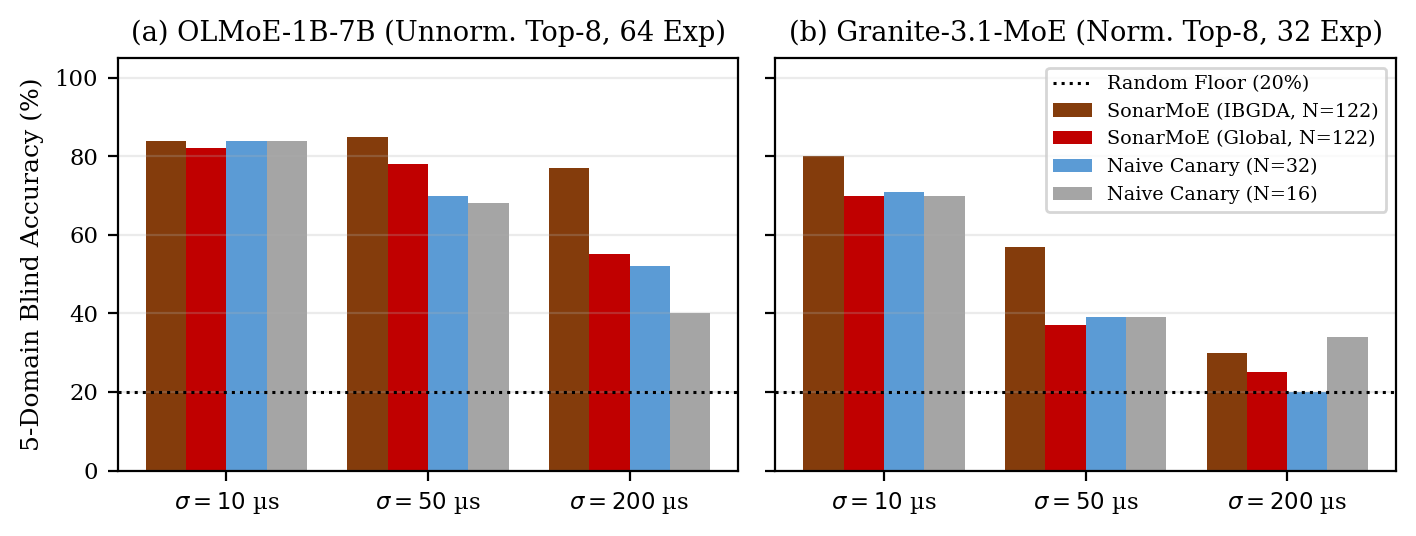 (a) OLMoE-1B-7B (Unnorm. Top-8, 64 Exp)
(b) Granite-3.1-MoE (Norm. Top-8, 32 Exp)
5-Domain Blind Accuracy (%)
100
80
60
40
20
0
Random Floor (20%)
SonarMoE (IBGDA, N=122)
SonarMoE (Global, N=122)
Naive Canary (N=32)
Naive Canary (N=16)
σ = 10 µs
σ = 50 µs
σ = 200 µs
σ = 10 µs
σ = 50 µs
σ = 200 µs